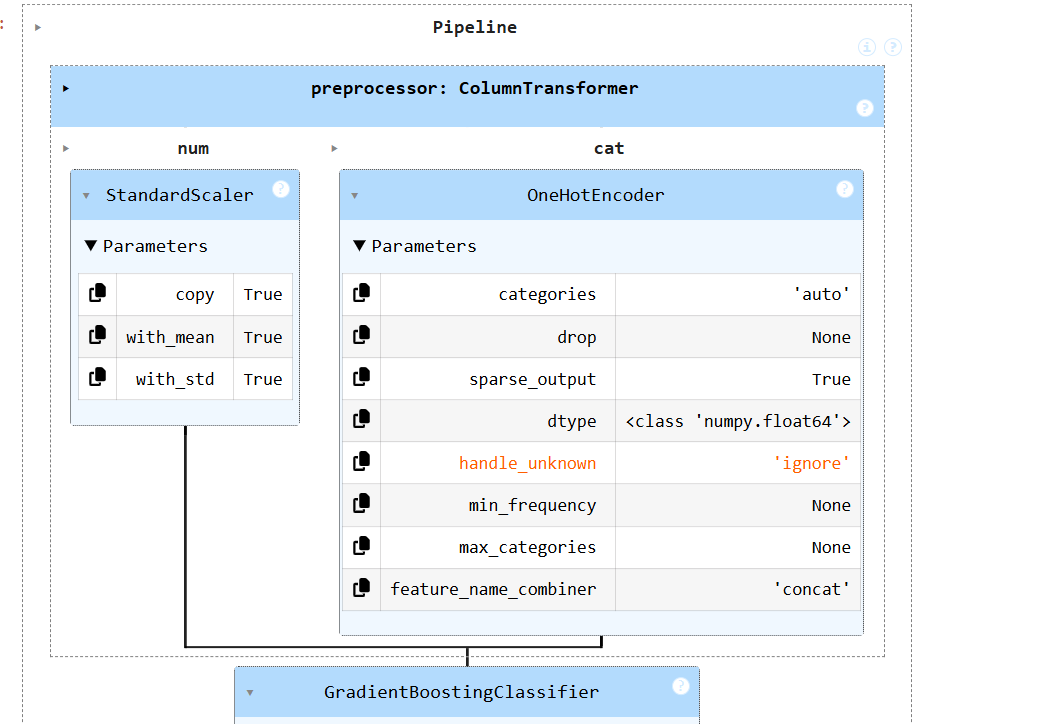 :
Pipeline
i ?
preprocessor: ColumnTransformer
?
num
cat
StandardScaler ?
OneHotEncoder ?
Parameters
copy True
with_mean True
with_std True
Parameters
categories 'auto'
drop None
sparse_output True
dtype <class 'numpy.float64'>
handle_unknown 'ignore'
min_frequency None
max_categories None
feature_name_combiner 'concat'
GradientBoostingClassifier ?